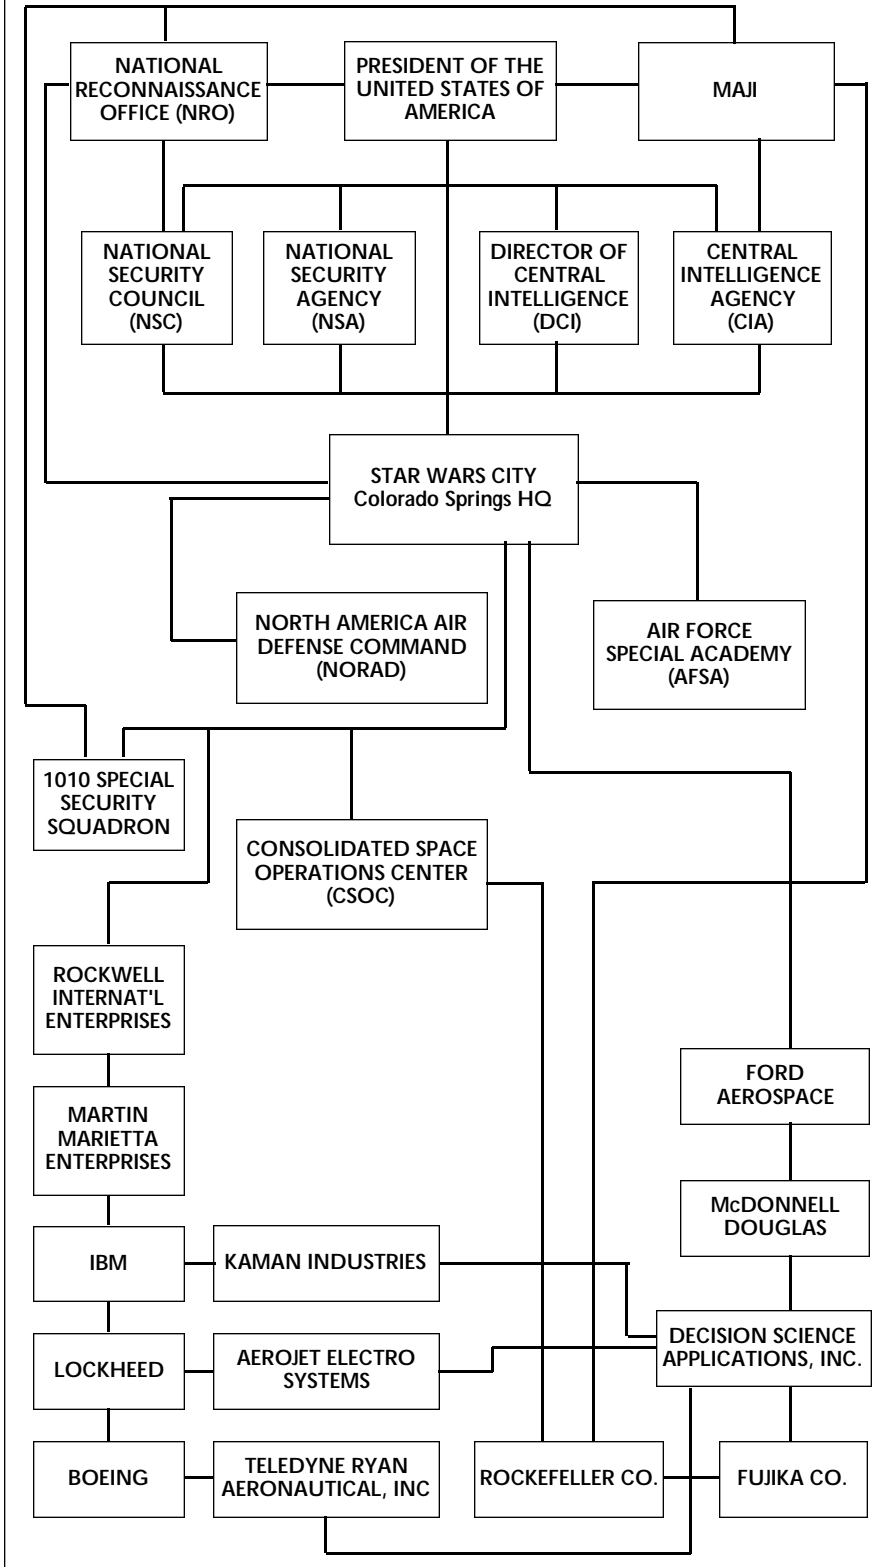 NATIONAL
RECONNAISSANCE
OFFICE (NRO)
PRESIDENT OF THE
UNITED STATES OF
AMERICA
MAJI
NATIONAL
SECURITY
COUNCIL
(NSC)
NATIONAL
SECURITY
AGENCY
(NSA)
DIRECTOR OF
CENTRAL
INTELLIGENCE
(DCI)
CENTRAL
INTELLIGENCE
AGENCY
(CIA)
STAR WARS CITY
Colorado Springs HQ
NORTH AMERICA AIR
DEFENSE COMMAND
(NORAD)
AIR FORCE
SPECIAL ACADEMY
(AFSA)
1010 SPECIAL
SECURITY
SQUADRON
CONSOLIDATED SPACE
OPERATIONS CENTER
(CSOC)
ROCKWELL
INTERNAT'L
ENTERPRISES
FORD
AEROSPACE
MARTIN
MARIETTA
ENTERPRISES
McDONNELL
DOUGLAS
IBM
KAMAN INDUSTRIES
DECISION SCIENCE
APPLICATIONS, INC.
LOCKHEED
AEROJET ELECTRO
SYSTEMS
BOEING
TELEDYNE RYAN
AERONAUTICAL, INC
ROCKEFELLER CO.
FUJIKA CO.